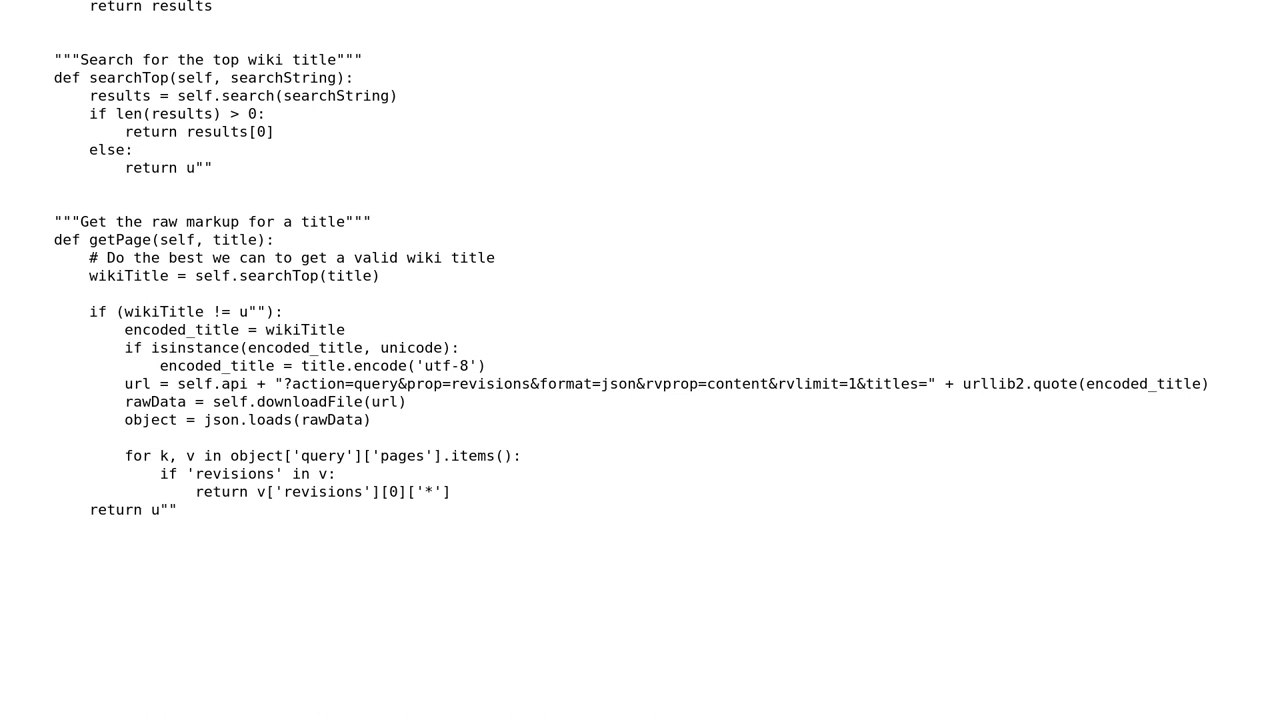 return results
"""Search for the top wiki title"""
def searchTop(self, searchString):
    results = self.search(searchString)
    if len(results) > 0:
        return results[0]
    else:
        return u""
"""Get the raw markup for a title"""
def getPage(self, title):
    # Do the best we can to get a valid wiki title
    wikiTitle = self.searchTop(title)
    if (wikiTitle != u""):
        encoded_title = wikiTitle
        if isinstance(encoded_title, unicode):
            encoded_title = title.encode('utf-8')
        url = self.api + "?action=query&prop=revisions&format=json&rvprop=content&rvlimit=1&titles=" + urllib2.quote(encoded_title)
        rawData = self.downloadFile(url)
        object = json.loads(rawData)
        for k, v in object['query']['pages'].items():
            if 'revisions' in v:
                return v['revisions'][0]['*']
    return u""